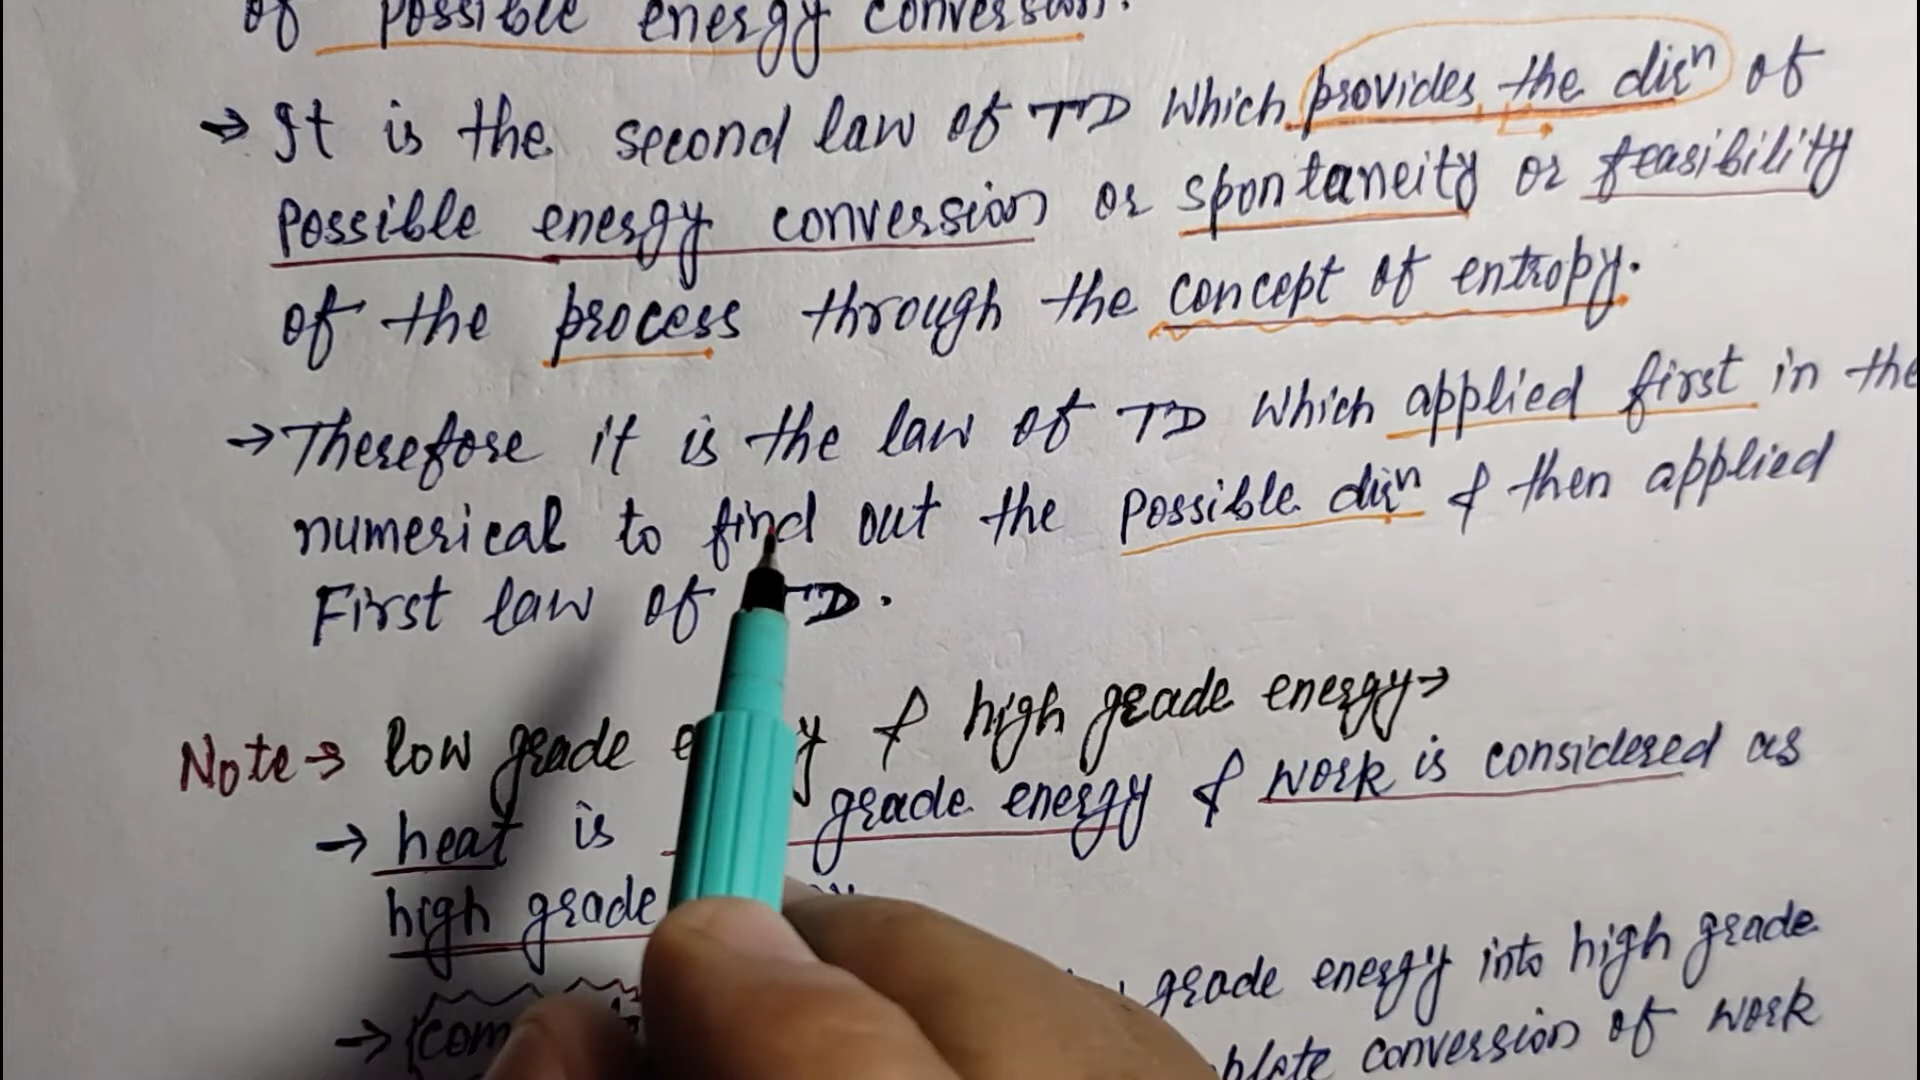 of possible energy conversion.
→ It is the second law of TD which provides the dirⁿ of
possible energy conversion or spontaneity or feasibility
of the process through the concept of entropy.
→ Therefore it is the law of TD which applied first in the
numerical to find out the possible dirⁿ & then applied
First law of TD.
Note → low grade & high grade energy →
→ heat is grade energy & work is considered as
high grade
grade energy into high grade
→ conversion of work